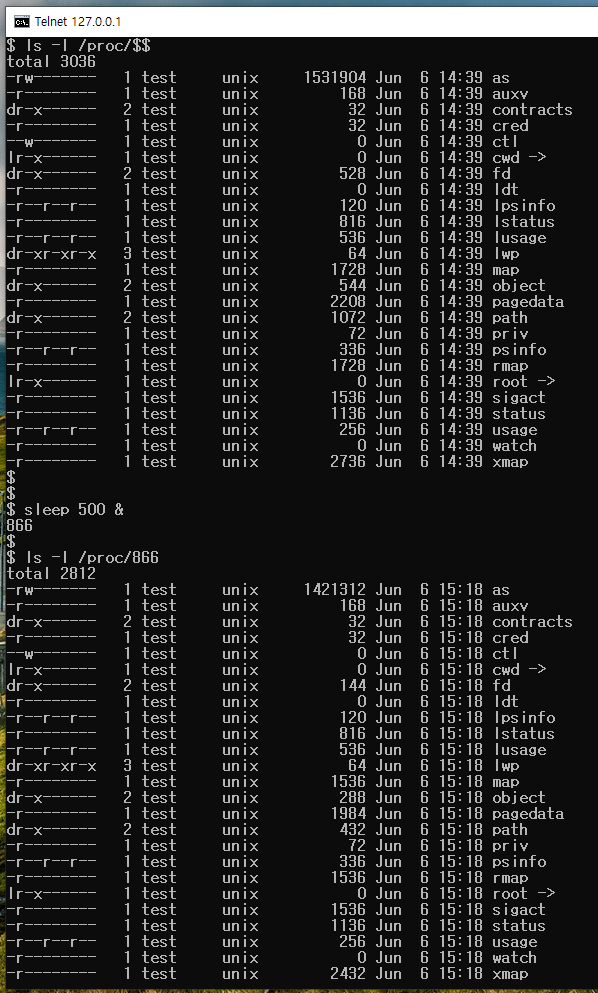 Telnet 127.0.0.1
$ ls -l /proc/$$
total 3036
-rw-------   1 test     unix     1531904 Jun  6 14:39 as
-r--------   1 test     unix         168 Jun  6 14:39 auxv
dr-x------   2 test     unix          32 Jun  6 14:39 contracts
-r--------   1 test     unix          32 Jun  6 14:39 cred
--w-------   1 test     unix           0 Jun  6 14:39 ctl
lr-x------   1 test     unix           0 Jun  6 14:39 cwd ->
dr-x------   2 test     unix         528 Jun  6 14:39 fd
-r--------   1 test     unix           0 Jun  6 14:39 ldt
-r--r--r--   1 test     unix         120 Jun  6 14:39 lpsinfo
-r--------   1 test     unix         816 Jun  6 14:39 lstatus
-r--r--r--   1 test     unix         536 Jun  6 14:39 lusage
dr-xr-xr-x   3 test     unix          64 Jun  6 14:39 lwp
-r--------   1 test     unix        1728 Jun  6 14:39 map
dr-x------   2 test     unix         544 Jun  6 14:39 object
-r--------   1 test     unix        2208 Jun  6 14:39 pagedata
dr-x------   2 test     unix        1072 Jun  6 14:39 path
-r--------   1 test     unix          72 Jun  6 14:39 priv
-r--r--r--   1 test     unix         336 Jun  6 14:39 psinfo
-r--------   1 test     unix        1728 Jun  6 14:39 rmap
lr-x------   1 test     unix           0 Jun  6 14:39 root ->
-r--------   1 test     unix        1536 Jun  6 14:39 sigact
-r--------   1 test     unix        1136 Jun  6 14:39 status
-r--r--r--   1 test     unix         256 Jun  6 14:39 usage
-r--------   1 test     unix           0 Jun  6 14:39 watch
-r--------   1 test     unix        2736 Jun  6 14:39 xmap
$
$
$ sleep 500 &
866
$
$ ls -l /proc/866
total 2812
-rw-------   1 test     unix     1421312 Jun  6 15:18 as
-r--------   1 test     unix         168 Jun  6 15:18 auxv
dr-x------   2 test     unix          32 Jun  6 15:18 contracts
-r--------   1 test     unix          32 Jun  6 15:18 cred
--w-------   1 test     unix           0 Jun  6 15:18 ctl
lr-x------   1 test     unix           0 Jun  6 15:18 cwd ->
dr-x------   2 test     unix         144 Jun  6 15:18 fd
-r--------   1 test     unix           0 Jun  6 15:18 ldt
-r--r--r--   1 test     unix         120 Jun  6 15:18 lpsinfo
-r--------   1 test     unix         816 Jun  6 15:18 lstatus
-r--r--r--   1 test     unix         536 Jun  6 15:18 lusage
dr-xr-xr-x   3 test     unix          64 Jun  6 15:18 lwp
-r--------   1 test     unix        1536 Jun  6 15:18 map
dr-x------   2 test     unix         288 Jun  6 15:18 object
-r--------   1 test     unix        1984 Jun  6 15:18 pagedata
dr-x------   2 test     unix         432 Jun  6 15:18 path
-r--------   1 test     unix          72 Jun  6 15:18 priv
-r--r--r--   1 test     unix         336 Jun  6 15:18 psinfo
-r--------   1 test     unix        1536 Jun  6 15:18 rmap
lr-x------   1 test     unix           0 Jun  6 15:18 root ->
-r--------   1 test     unix        1536 Jun  6 15:18 sigact
-r--------   1 test     unix        1136 Jun  6 15:18 status
-r--r--r--   1 test     unix         256 Jun  6 15:18 usage
-r--------   1 test     unix           0 Jun  6 15:18 watch
-r--------   1 test     unix        2432 Jun  6 15:18 xmap